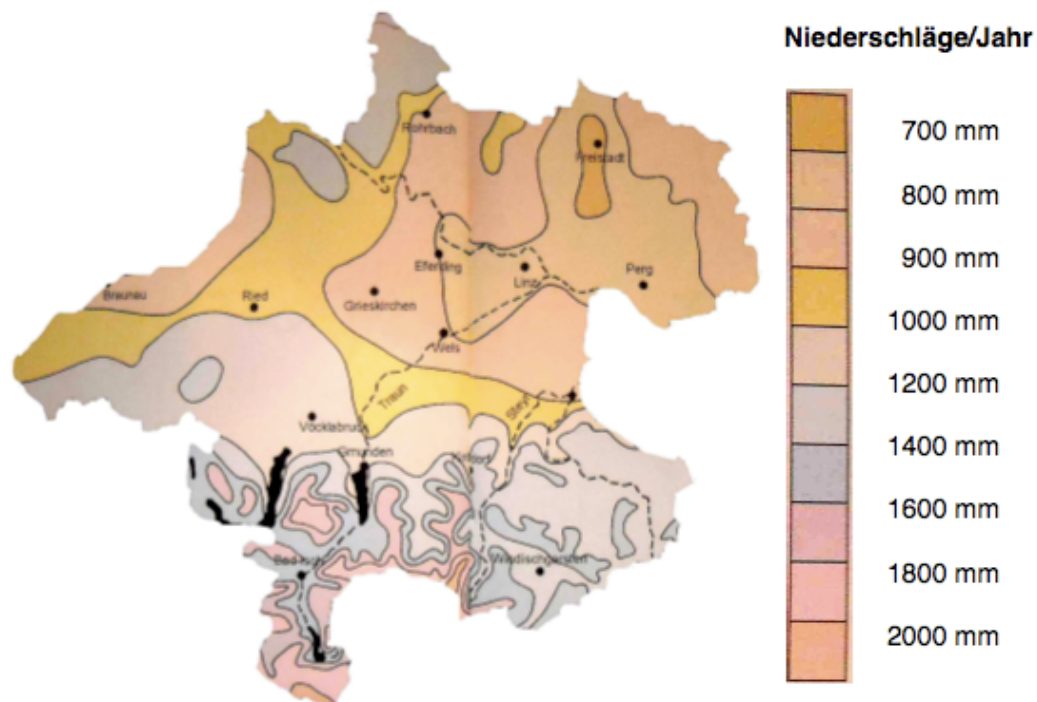 Niederschläge/Jahr
700 mm
800 mm
900 mm
1000 mm
1200 mm
1400 mm
1600 mm
1800 mm
2000 mm
Rohrbach
Freistadt
Eferding
Linz
Perg
Braunau
Ried
Grieskirchen
Wels
Traun
Steyr
Vöcklabruck
Gmunden
Windischgarsten